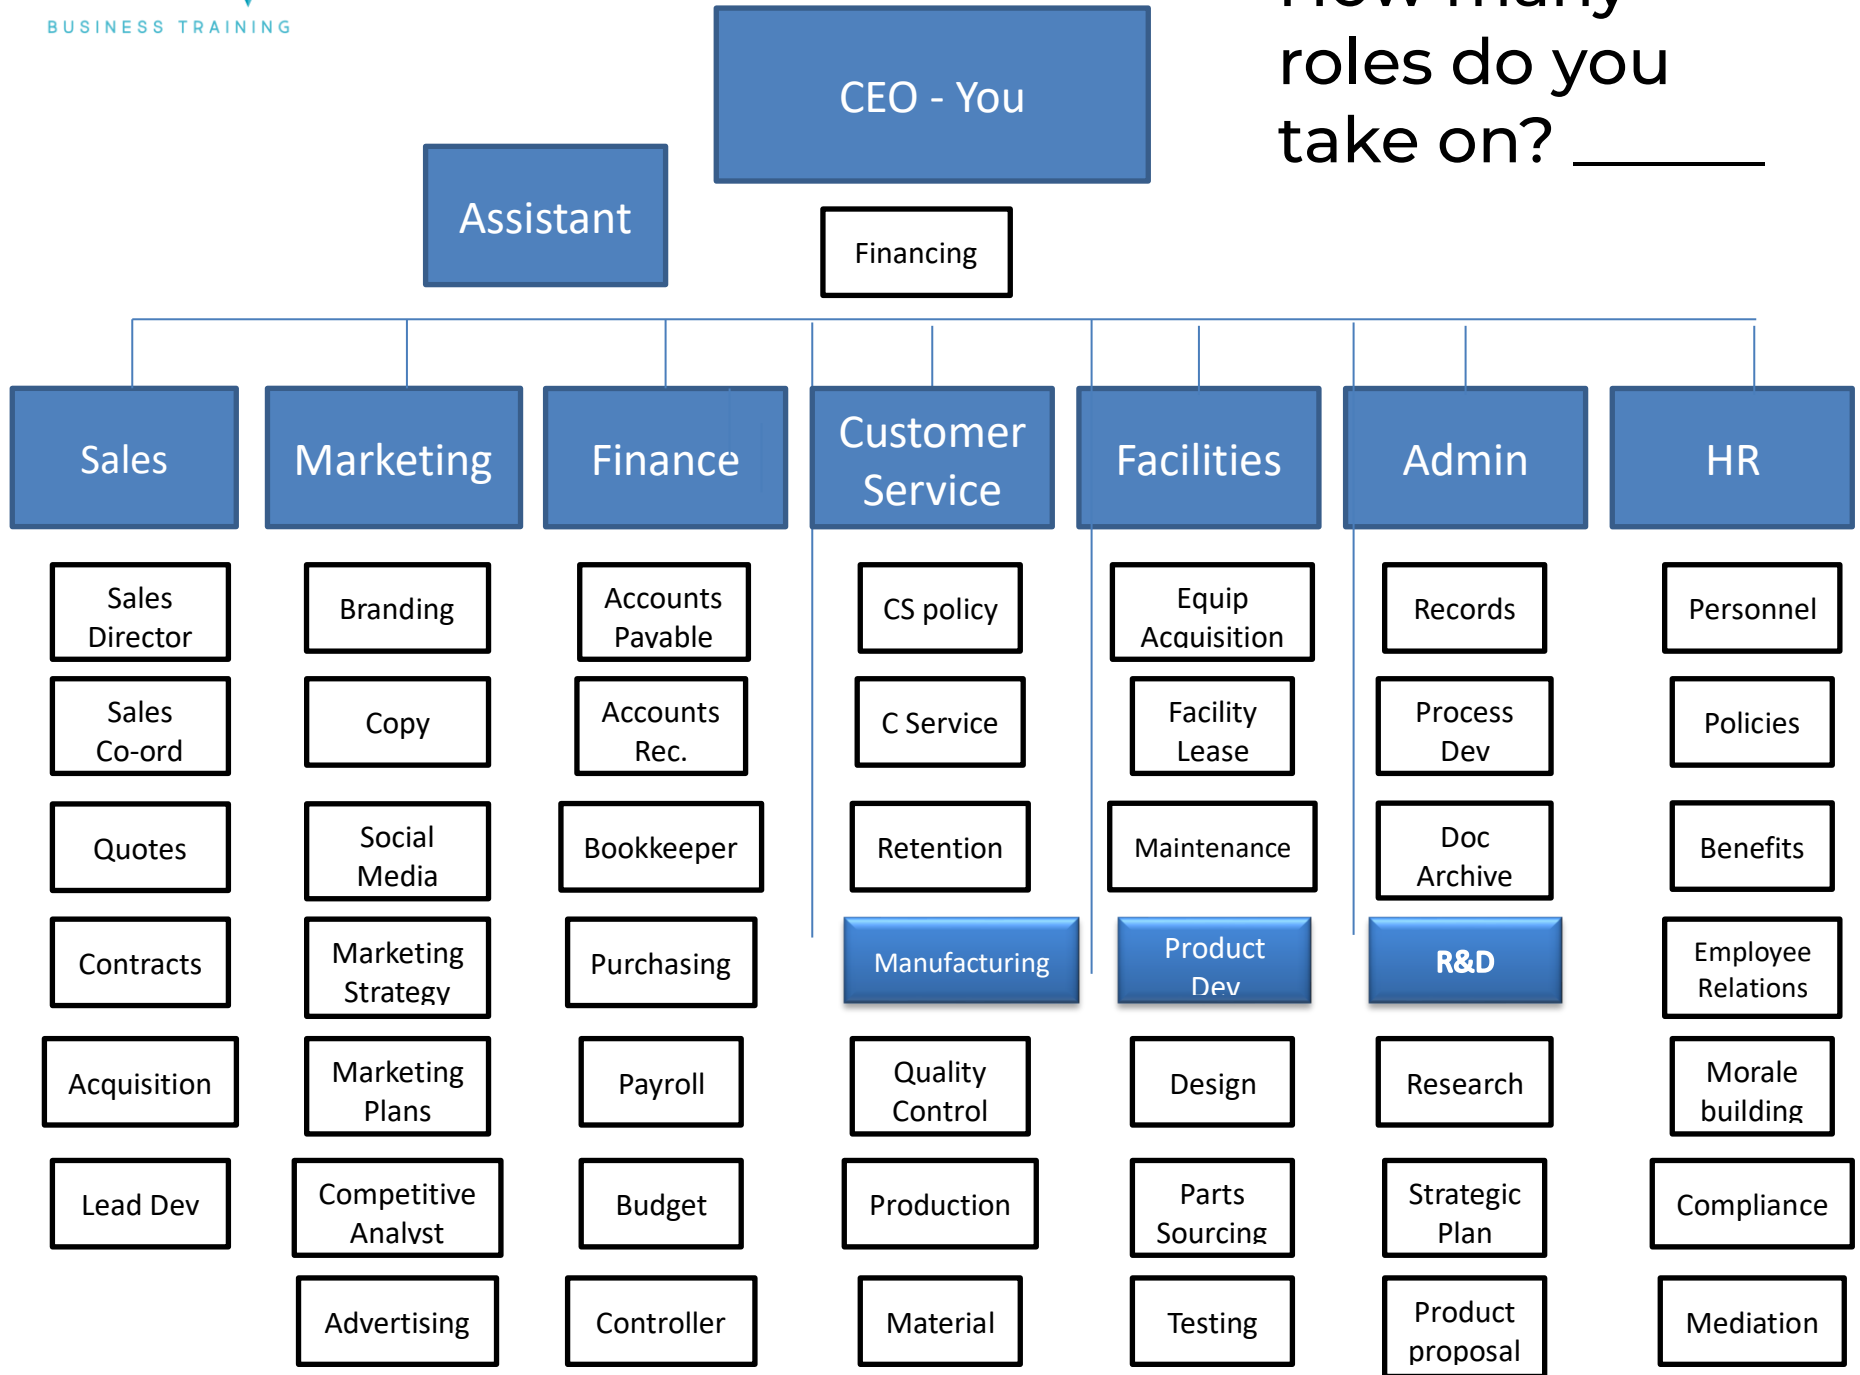 BUSINESS TRAINING
How many
roles do you
take on? ______
CEO - You
Assistant
Financing
Sales
Marketing
Finance
Customer
Service
Facilities
Admin
HR
Sales
Director
Sales
Co-ord
Quotes
Contracts
Acquisition
Lead Dev
Branding
Copy
Social
Media
Marketing
Strategy
Marketing
Plans
Competitive
Analyst
Advertising
Accounts
Payable
Accounts
Rec.
Bookkeeper
Purchasing
Payroll
Budget
Controller
CS policy
C Service
Retention
Manufacturing
Quality
Control
Production
Material
Equip
Acquisition
Facility
Lease
Maintenance
Product
Dev
Design
Parts
Sourcing
Testing
Records
Process
Dev
Doc
Archive
R&D
Research
Strategic
Plan
Product
proposal
Personnel
Policies
Benefits
Employee
Relations
Morale
building
Compliance
Mediation